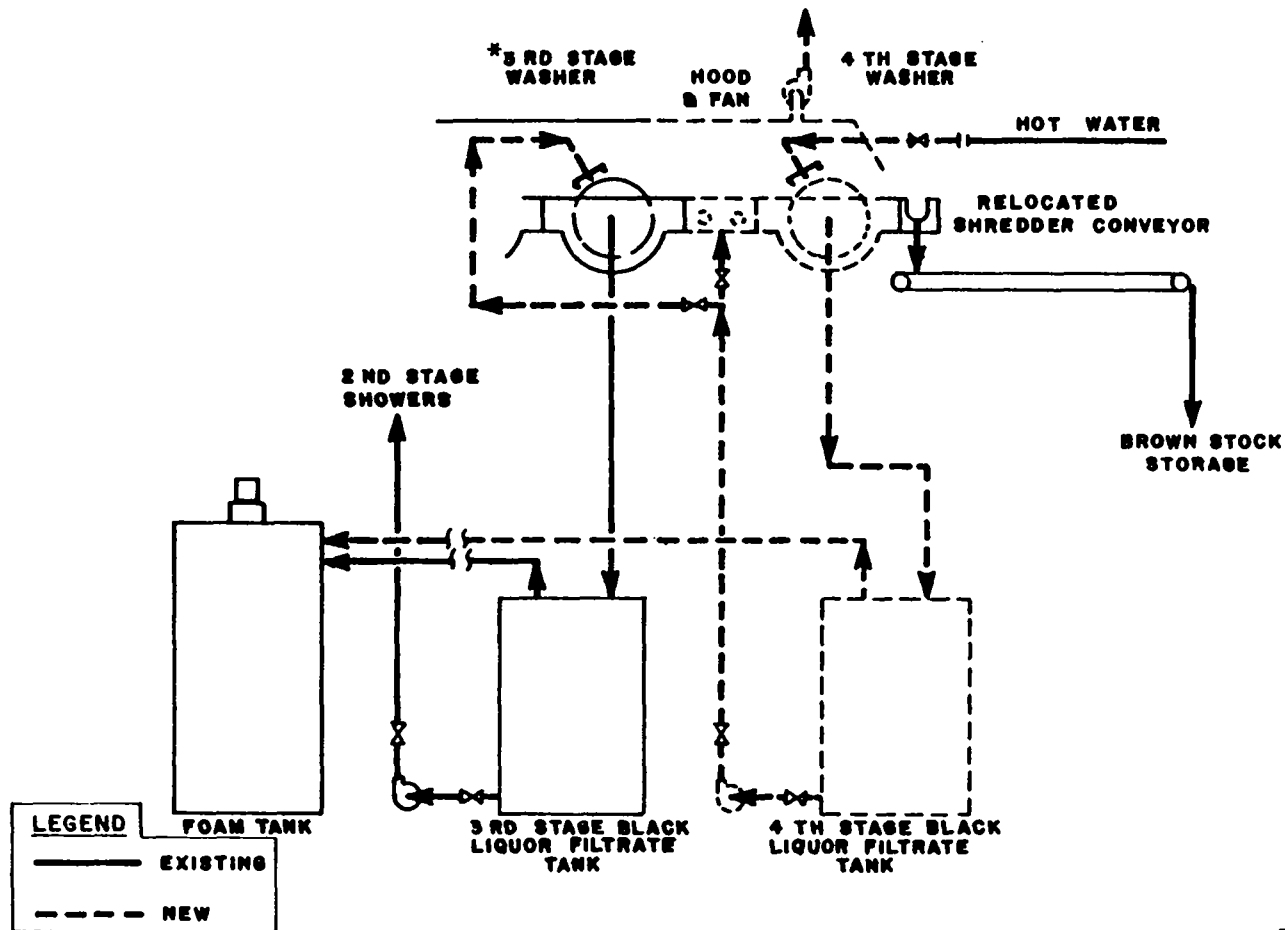 *3 RD STAGE
WASHER
HOOD
& FAN
4 TH STAGE
WASHER
HOT WATER
RELOCATED
SHREDDER CONVEYOR
2 ND STAGE
SHOWERS
BROWN STOCK
STORAGE
FOAM TANK
3 RD STAGE BLACK
LIQUOR FILTRATE
TANK
4 TH STAGE BLACK
LIQUOR FILTRATE
TANK
LEGEND
EXISTING
NEW